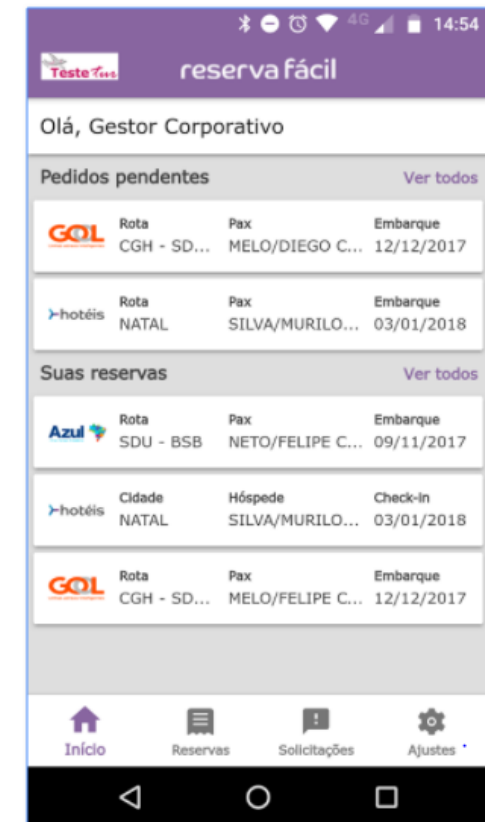 4G 14:54
Teste Tur reserva fácil
Olá, Gestor Corporativo
Pedidos pendentes Ver todos
Rota Pax Embarque
GOL CGH - SD... MELO/DIEGO C... 12/12/2017
Rota Pax Embarque
hotéis NATAL SILVA/MURILO... 03/01/2018
Suas reservas Ver todos
Rota Pax Embarque
Azul SDU - BSB NETO/FELIPE C... 09/11/2017
Cidade Hóspede Check-in
hotéis NATAL SILVA/MURILO... 03/01/2018
Rota Pax Embarque
GOL CGH - SD... MELO/FELIPE C... 12/12/2017
Início Reservas Solicitações Ajustes